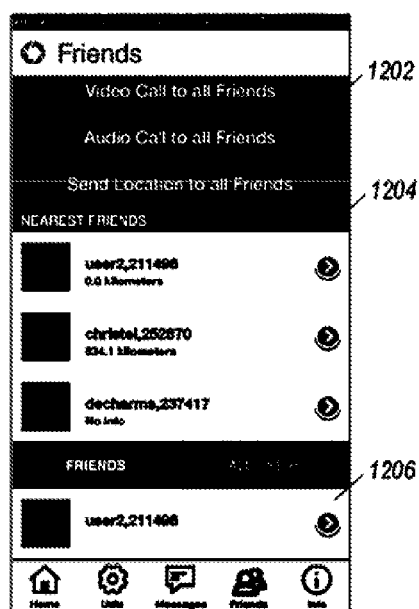 Friends
1202
Video Call to all Friends
Audio Call to all Friends
Send Location to all Friends
1204
NEAREST FRIENDS
user2,211496
0.0 kilometers
christel,252870
834.1 kilometers
decharms,237417
No info
FRIENDS
1206
user2,211496
Home
Messages
Friends
Info